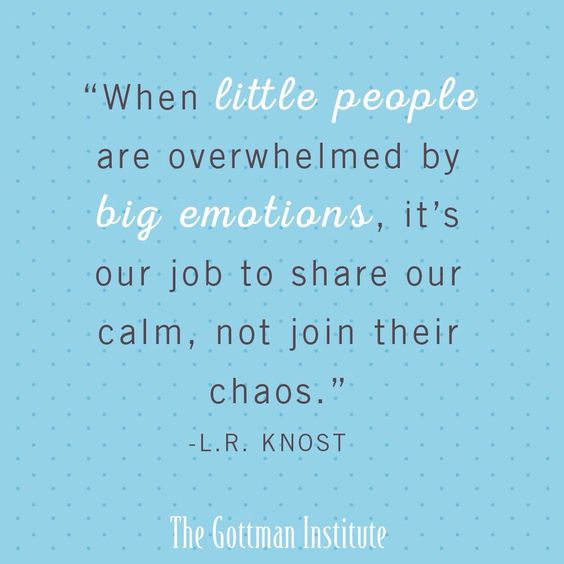 “When little people
are overwhelmed by
big emotions, it’s
our job to share our
calm, not join their
chaos.”
-L.R. KNOST
The Gottman Institute